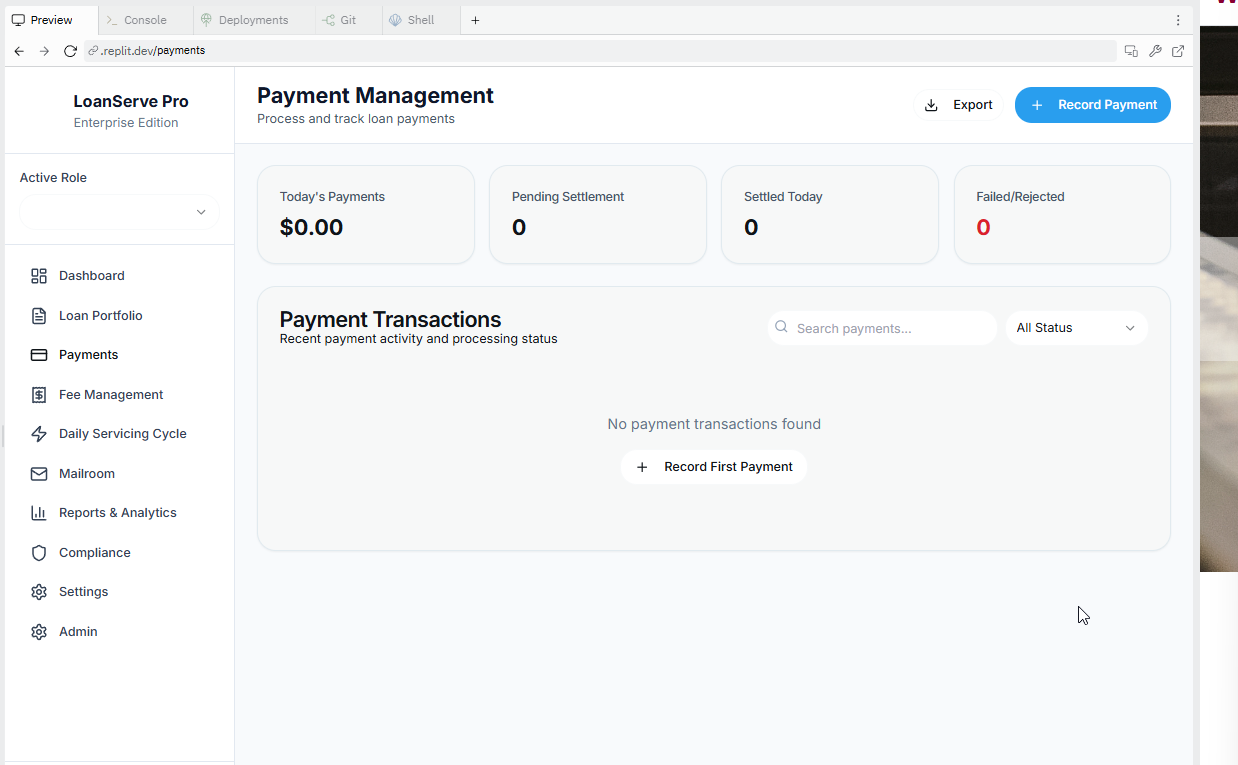 Preview
Console
Deployments
Git
Shell
.replit.dev/payments
LoanServe Pro
Enterprise Edition
Active Role
Dashboard
Loan Portfolio
Payments
Fee Management
Daily Servicing Cycle
Mailroom
Reports & Analytics
Compliance
Settings
Admin
Payment Management
Process and track loan payments
Export
Record Payment
Today's Payments
$0.00
Pending Settlement
0
Settled Today
0
Failed/Rejected
0
Payment Transactions
Recent payment activity and processing status
Search payments...
All Status
No payment transactions found
Record First Payment